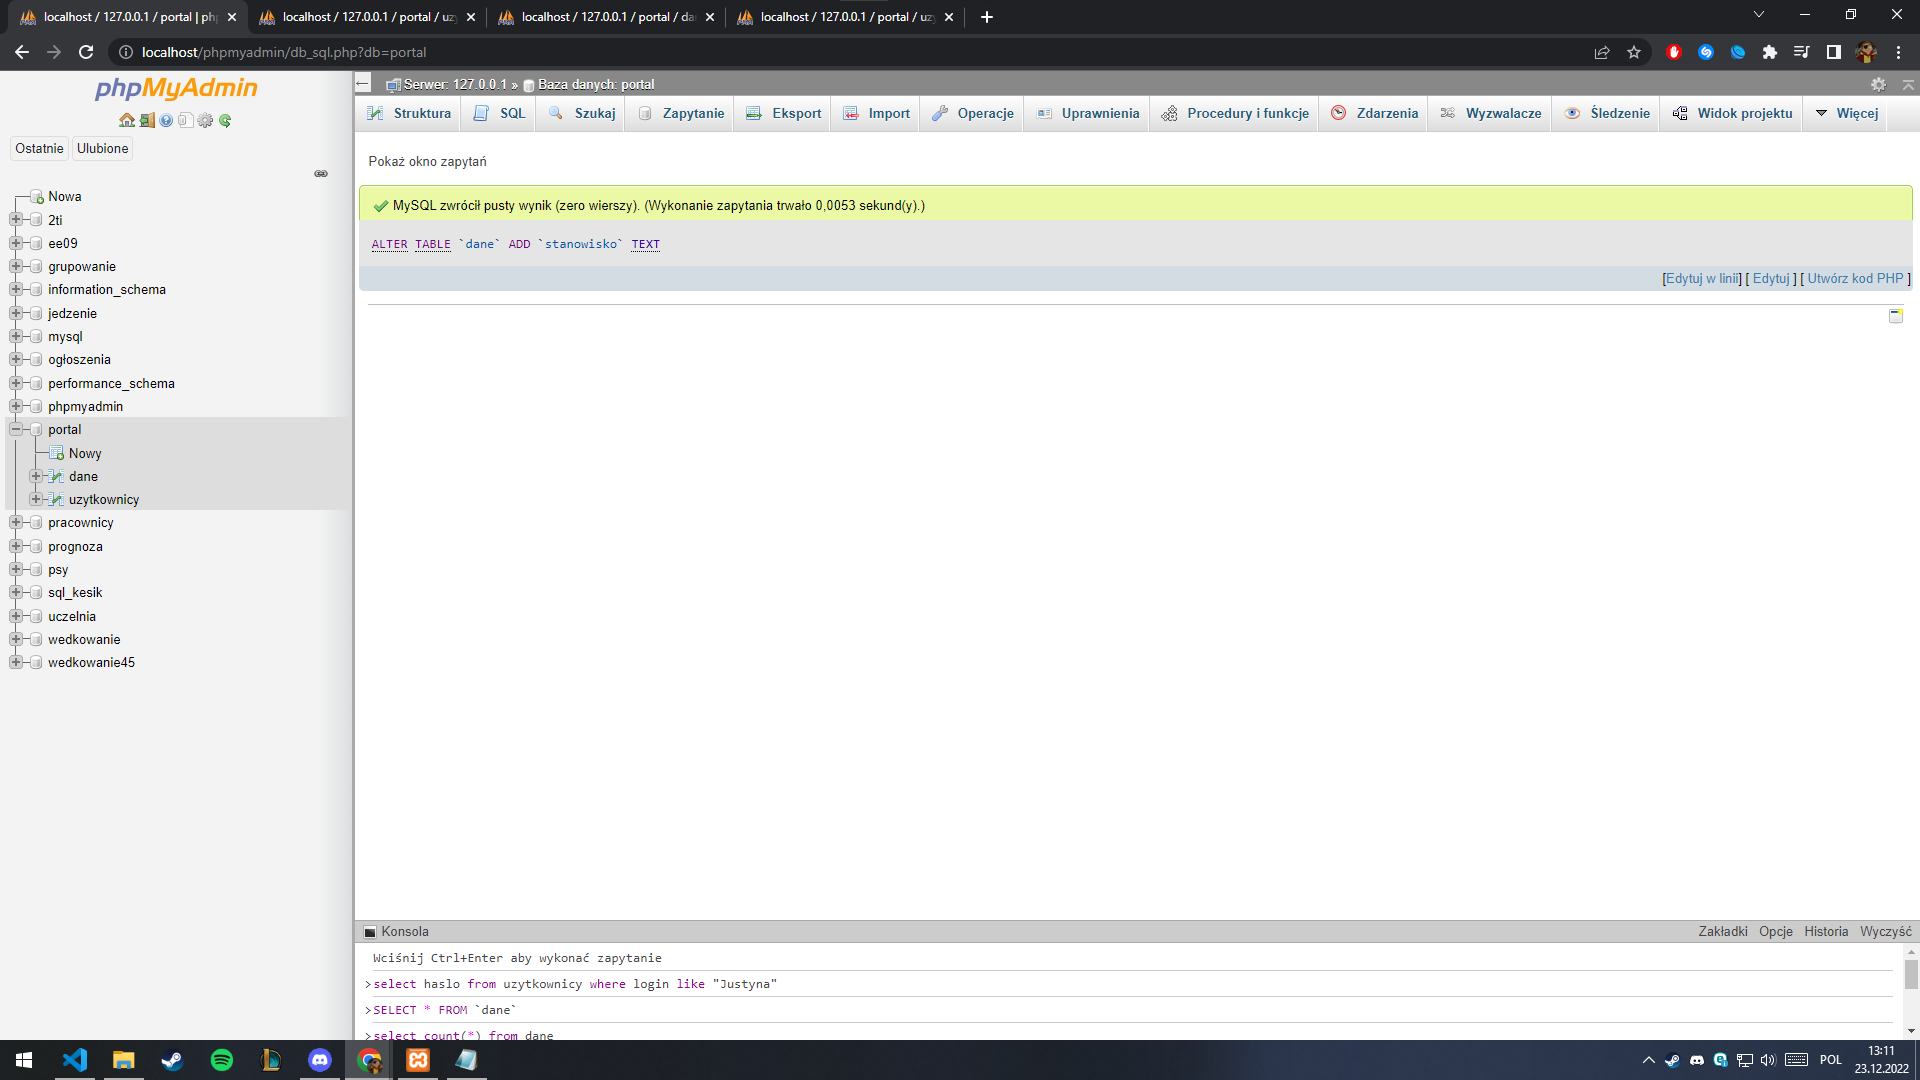 localhost / 127.0.0.1 / portal | ph
localhost / 127.0.0.1 / portal / uz
localhost / 127.0.0.1 / portal / da
localhost / 127.0.0.1 / portal / uz
localhost/phpmyadmin/db_sql.php?db=portal
phpMyAdmin
Ostatnie Ulubione
Nowa
2ti
ee09
grupowanie
information_schema
jedzenie
mysql
ogłoszenia
performance_schema
phpmyadmin
portal
Nowy
dane
uzytkownicy
pracownicy
prognoza
psy
sql_kesik
uczelnia
wedkowanie
wedkowanie45
Serwer: 127.0.0.1 » Baza danych: portal
Struktura SQL Szukaj Zapytanie Eksport Import Operacje Uprawnienia Procedury i funkcje Zdarzenia Wyzwalacze Śledzenie Widok projektu Więcej
Pokaż okno zapytań
MySQL zwrócił pusty wynik (zero wierszy). (Wykonanie zapytania trwało 0,0053 sekund(y).)
ALTER TABLE `dane` ADD `stanowisko` TEXT
[Edytuj w linii] [ Edytuj ] [ Utwórz kod PHP ]
Konsola
Zakładki Opcje Historia Wyczyść
Wciśnij Ctrl+Enter aby wykonać zapytanie
>select haslo from uzytkownicy where login like "Justyna"
>SELECT * FROM `dane`
>select count(*) from dane
POL
13:11
23.12.2022